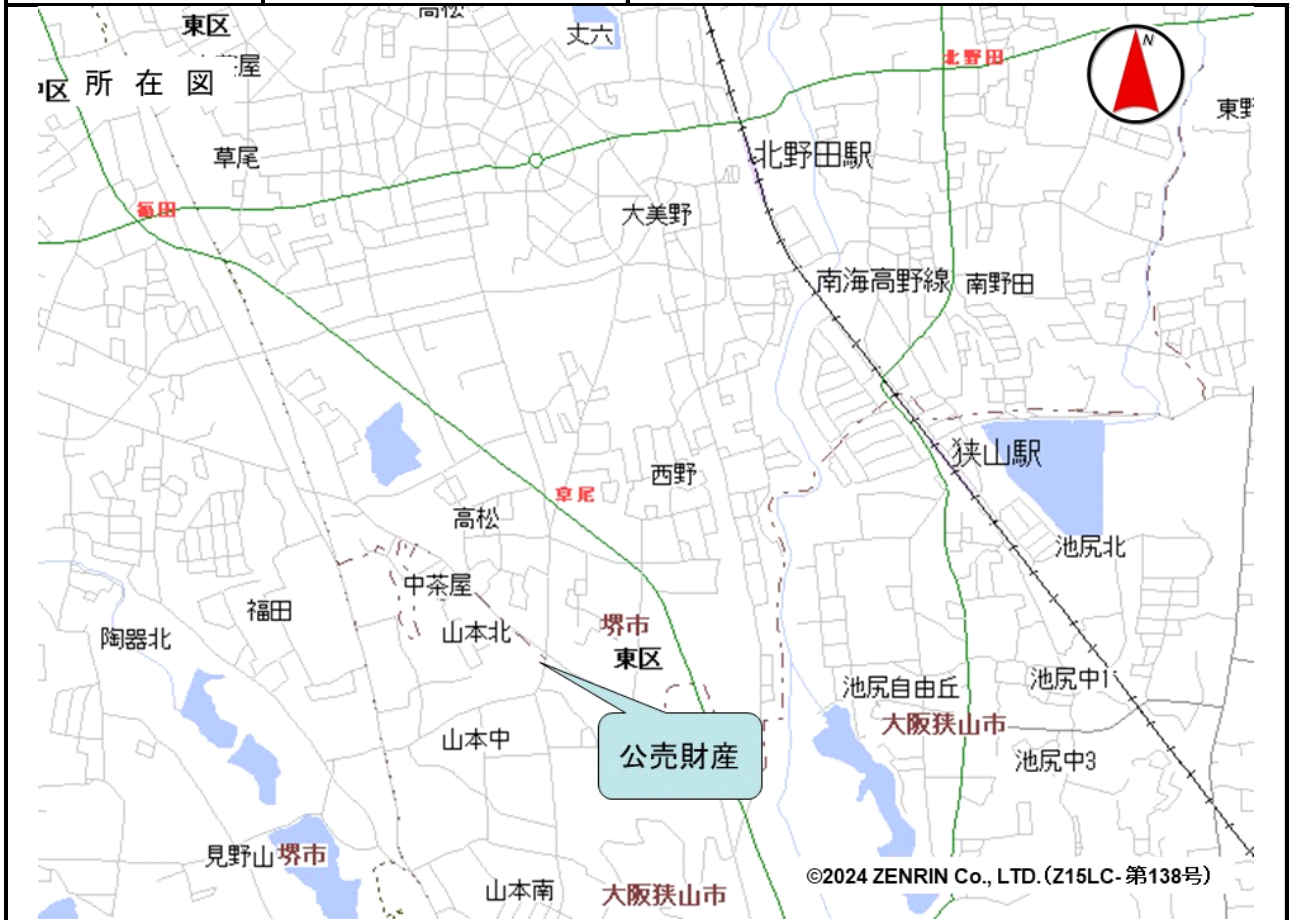 高松
東区
丈六
北野田
屋
所 在 図
区
N
東野
草尾
北野田駅
福田
大美野
南海高野線
南野田
狭山駅
西野
草尾
高松
池尻北
中茶屋
福田
堺市
山本北
陶器北
東区
池尻中1
池尻自由丘
大阪狭山市
山本中
公売財産
池尻中3
見野山
堺市
©2024 ZENRIN Co., LTD.(Z15LC-第138号)
山本南
大阪狭山市